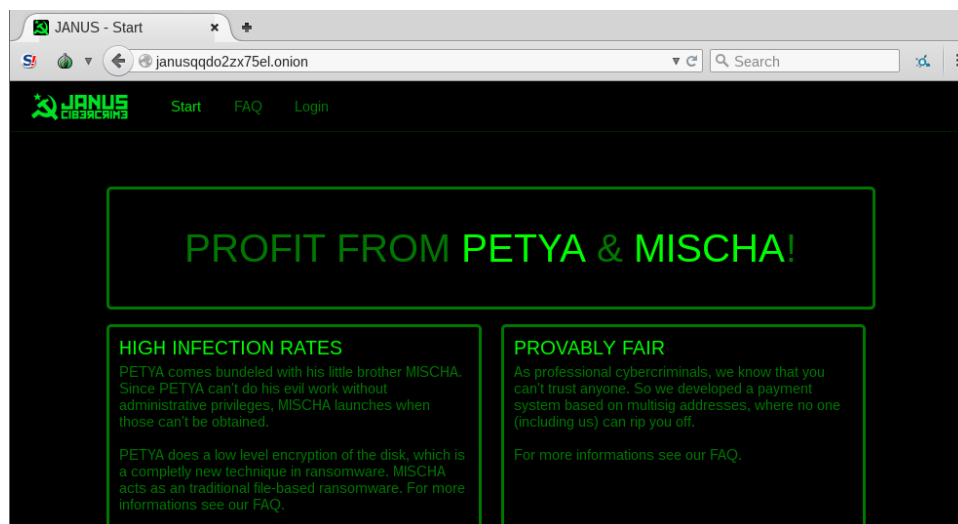 JANUS - Start
janusqqdo2zx75el.onion
Search
JANUS
CIBERCRIME
Start
FAQ
Login
PROFIT FROM PETYA & MISCHA!
HIGH INFECTION RATES
PETYA comes bundeled with his little brother MISCHA.
Since PETYA can't do his evil work without
administrative privileges, MISCHA launches when
those can't be obtained.
PETYA does a low level encryption of the disk, which is
a completly new technique in ransomware. MISCHA
acts as an traditional file-based ransomware. For more
informations see our FAQ.
PROVABLY FAIR
As professional cybercriminals, we know that you
can't trust anyone. So we developed a payment
system based on multisig addresses, where no one
(including us) can rip you off.
For more informations see our FAQ.